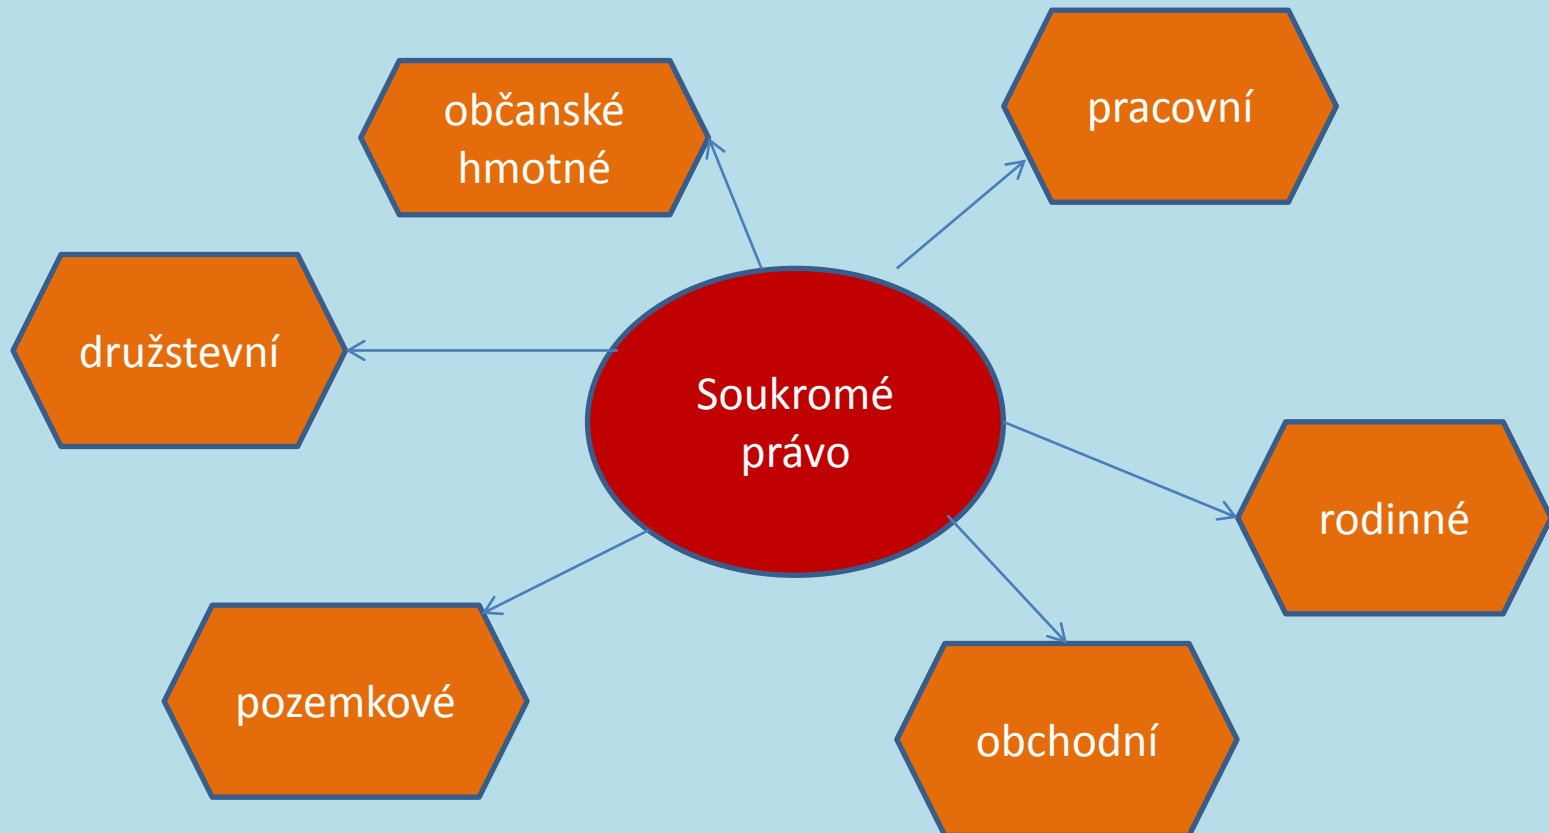 občanské
hmotné
pracovní
družstevní
Soukromé
právo
rodinné
pozemkové
obchodní